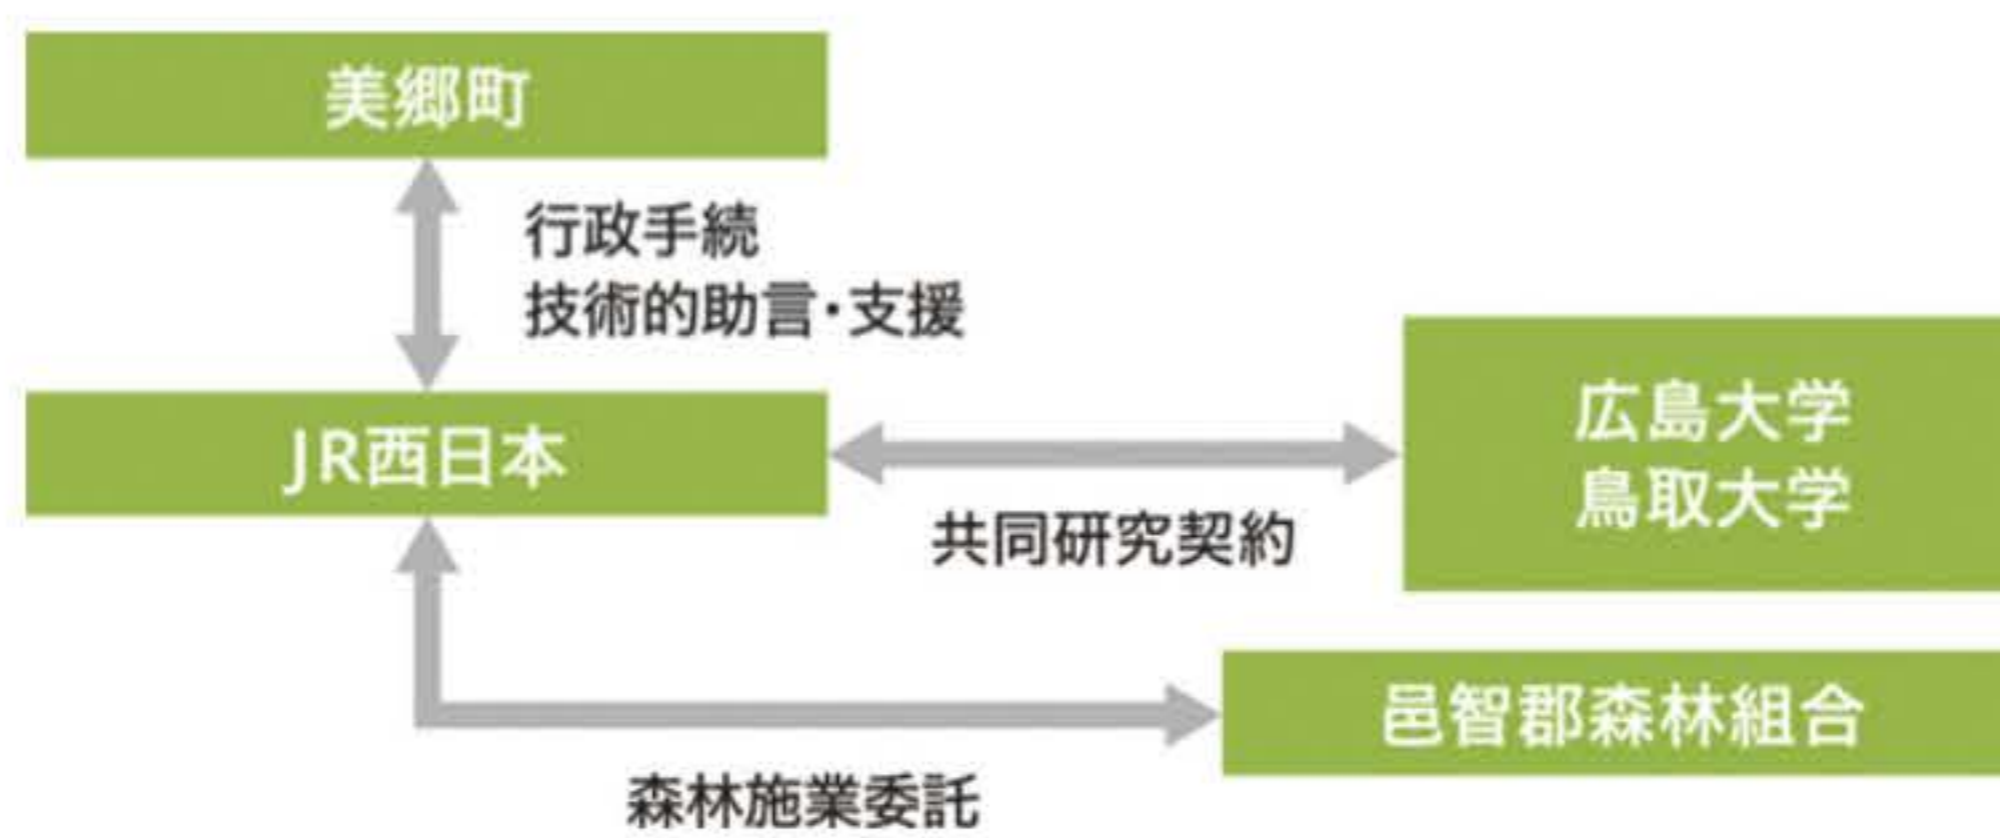 美郷町
行政手続
技術的助言・支援
JR西日本
広島大学
鳥取大学
共同研究契約
邑智郡森林組合
森林施業委託